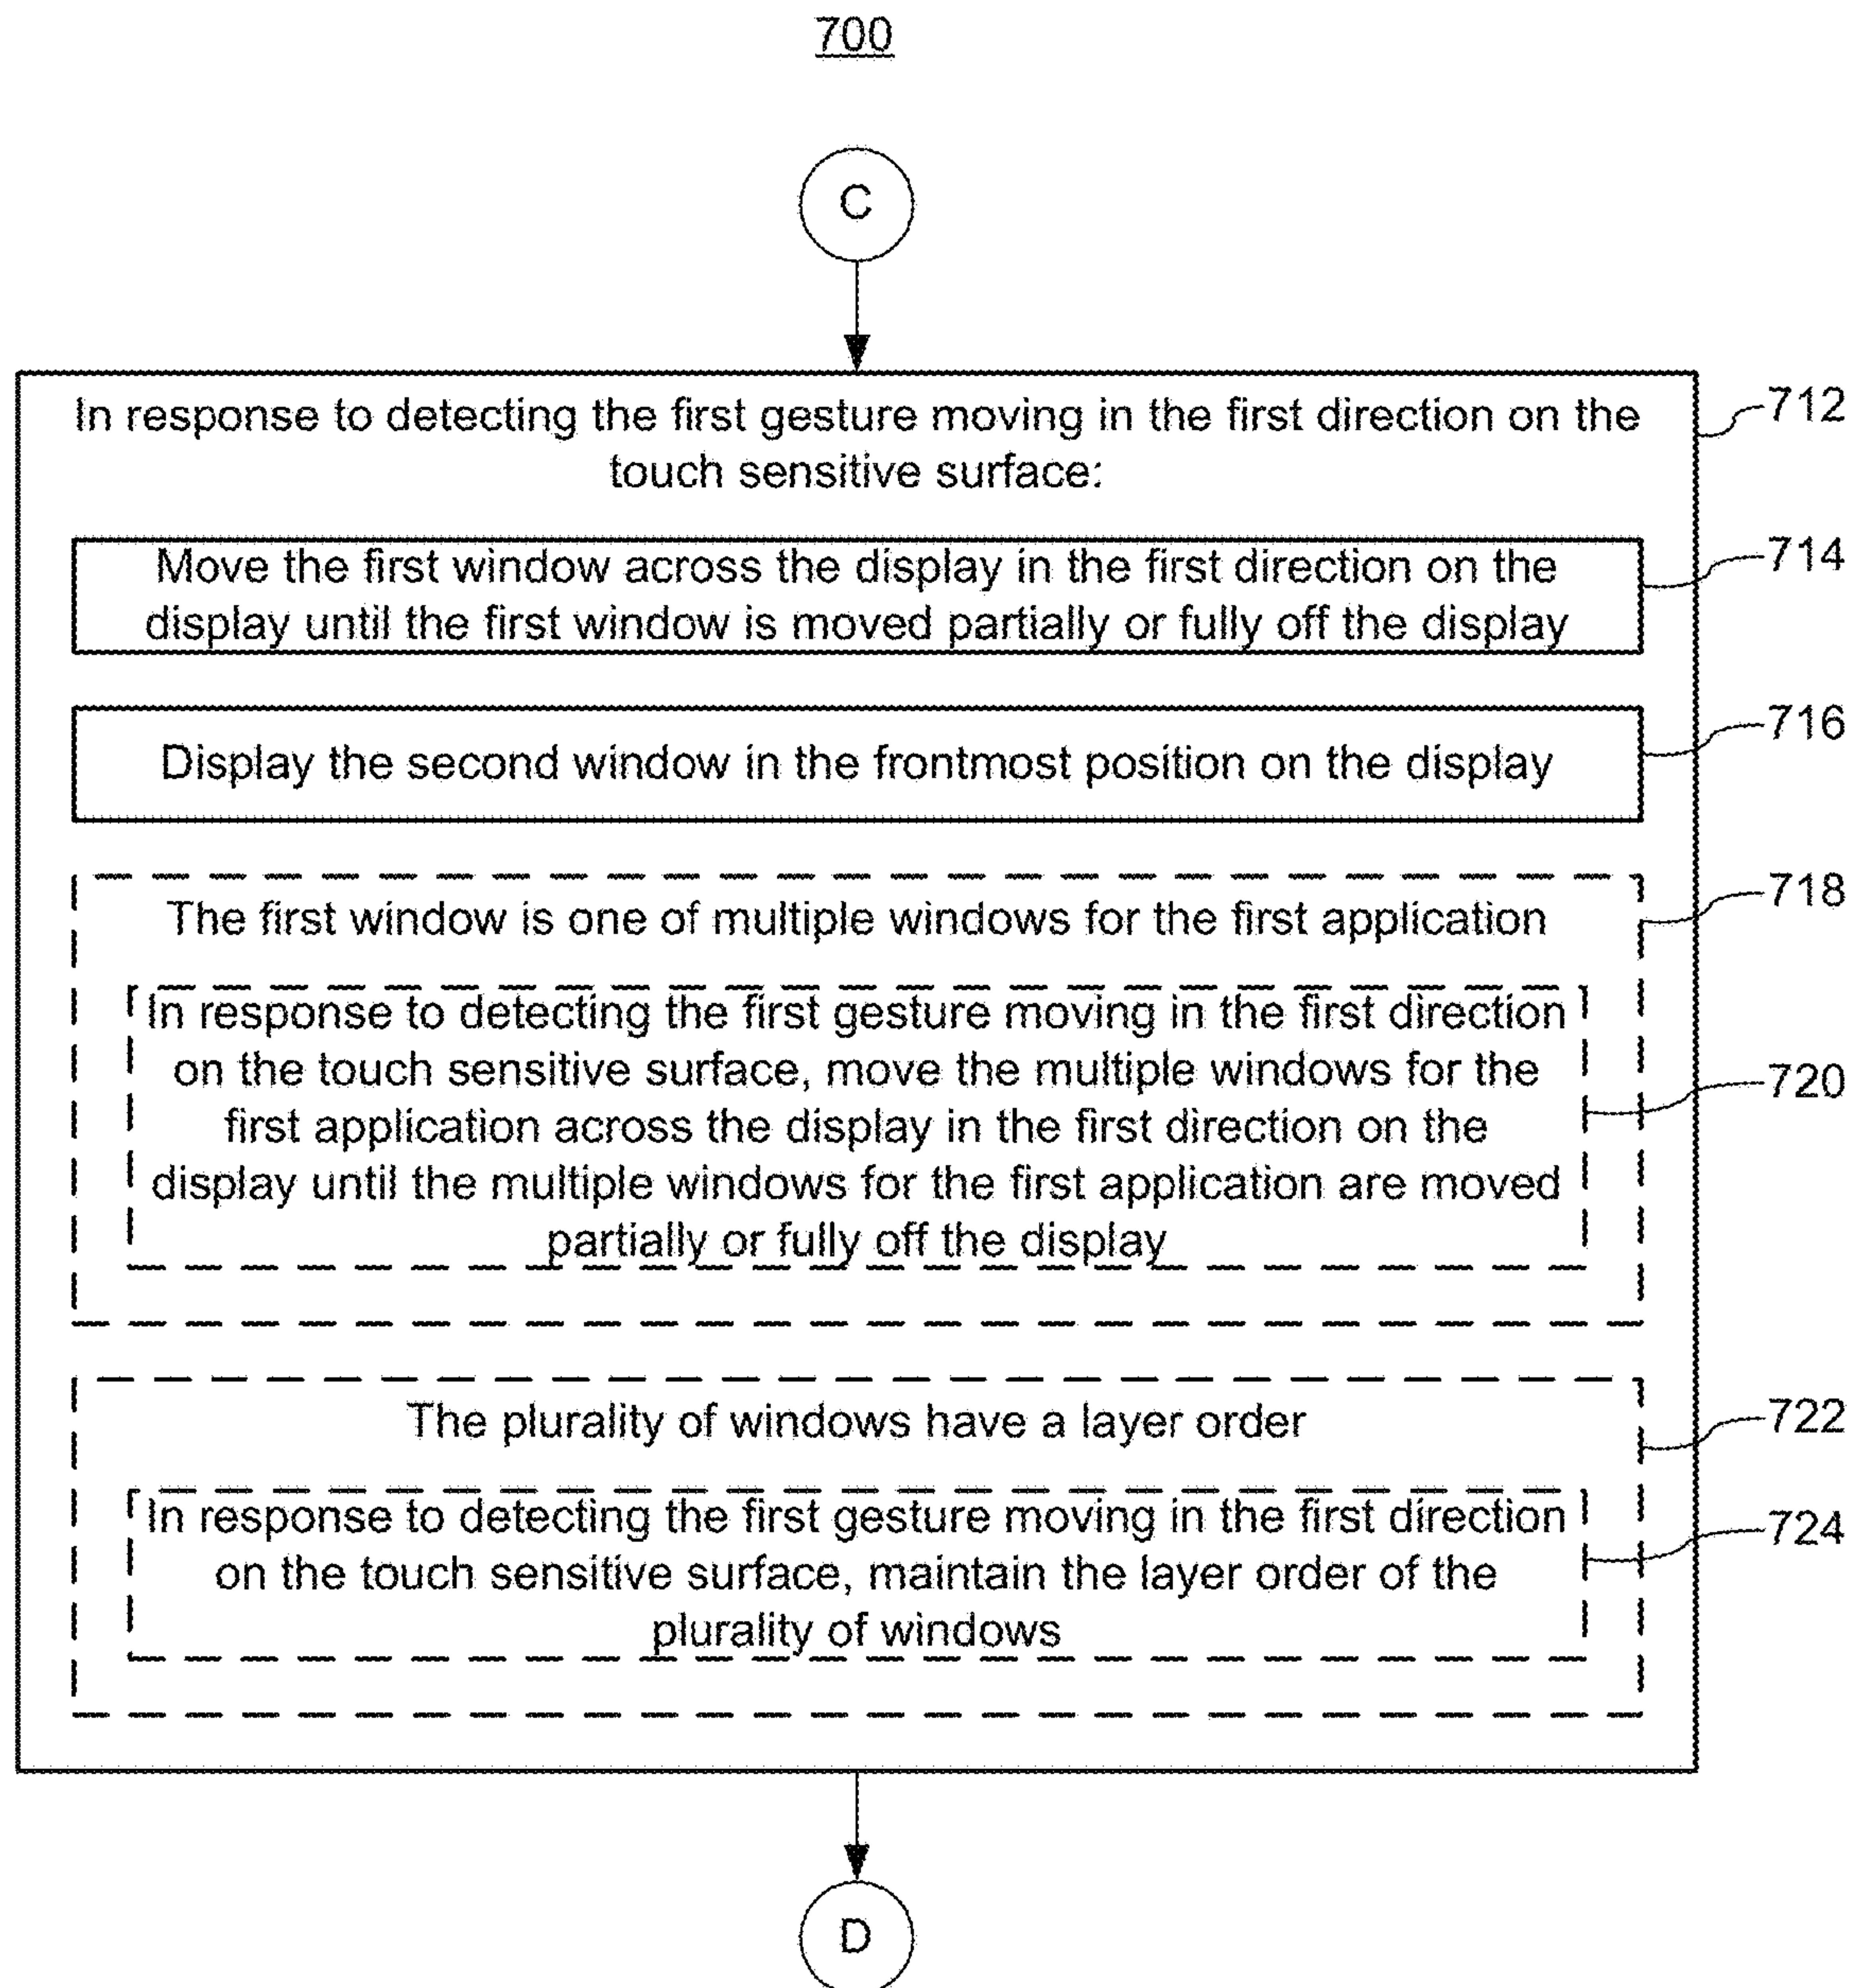 700
C
In response to detecting the first gesture moving in the first direction on the
touch sensitive surface:
712
Move the first window across the display in the first direction on the
display until the first window is moved partially or fully off the display
714
Display the second window in the frontmost position on the display
716
The first window is one of multiple windows for the first application
718
In response to detecting the first gesture moving in the first direction
on the touch sensitive surface, move the multiple windows for the
first application across the display in the first direction on the
display until the multiple windows for the first application are moved
partially or fully off the display
720
The plurality of windows have a layer order
722
In response to detecting the first gesture moving in the first direction
on the touch sensitive surface, maintain the layer order of the
plurality of windows
724
D